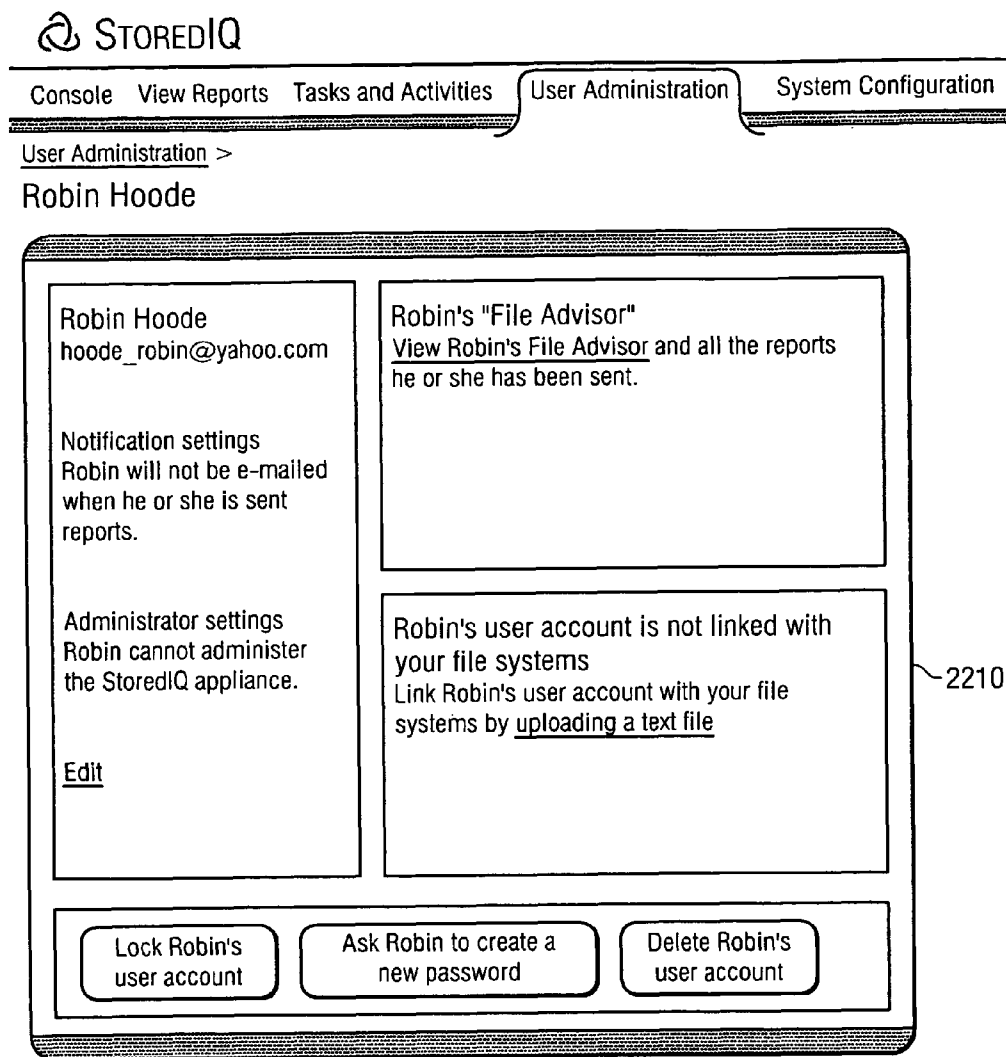 STOREDIQ
Console View Reports Tasks and Activities User Administration System Configuration
User Administration >
Robin Hoode
Robin Hoode
hoode_robin@yahoo.com
Notification settings
Robin will not be e-mailed
when he or she is sent
reports.
Administrator settings
Robin cannot administer
the StoredIQ appliance.
Edit
Robin's "File Advisor"
View Robin's File Advisor and all the reports
he or she has been sent.
Robin's user account is not linked with
your file systems
Link Robin's user account with your file
systems by uploading a text file
2210
Lock Robin's
user account
Ask Robin to create a
new password
Delete Robin's
user account